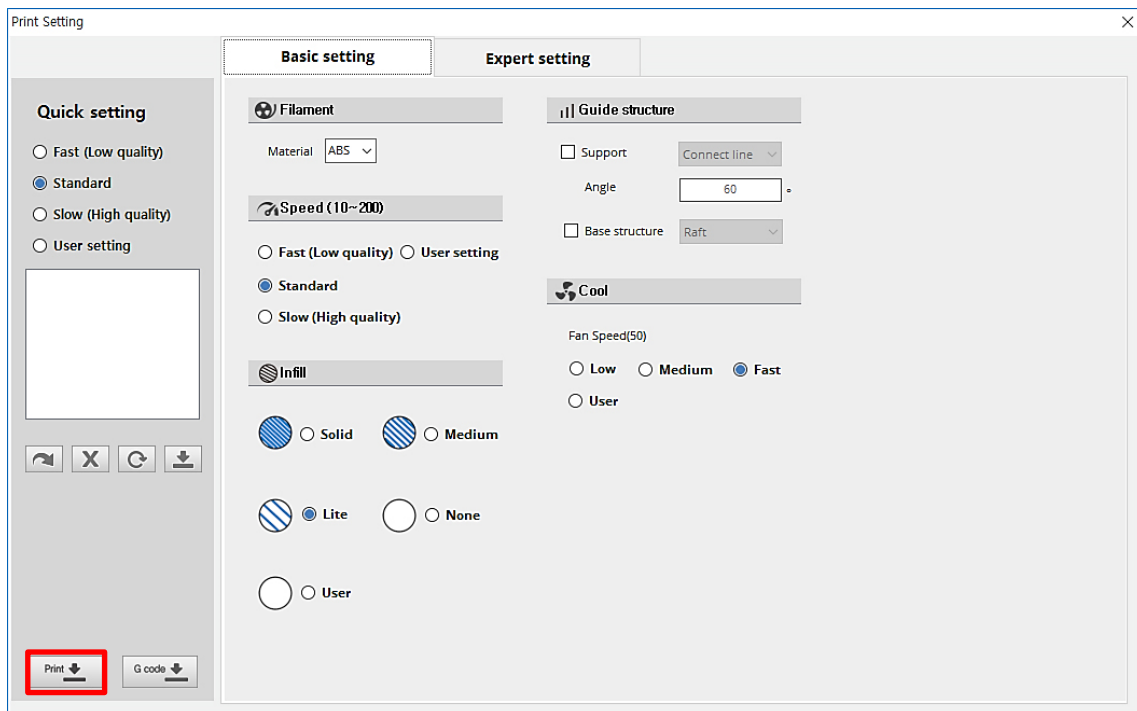 Print Setting
Basic setting
Expert setting
Quick setting
Fast (Low quality)
Standard
Slow (High quality)
User setting
Print
G code
Filament
Material ABS
Speed (10~200)
Fast (Low quality) User setting
Standard
Slow (High quality)
Infill
Solid Medium
Lite None
User
Guide structure
Support Connect line
Angle 60 °
Base structure Raft
Cool
Fan Speed(50)
Low Medium Fast
User